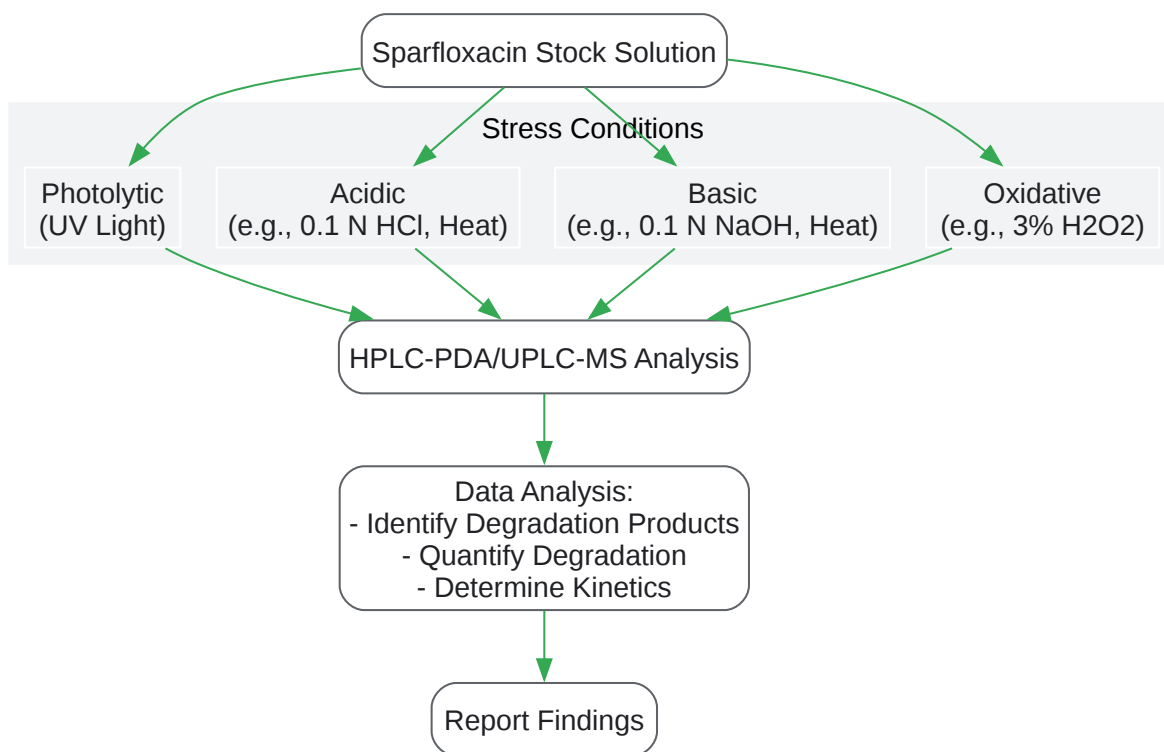 Sparfloxacin Stock Solution
Stress Conditions
Photolytic
(UV Light)
Acidic
(e.g., 0.1 N HCl, Heat)
Basic
(e.g., 0.1 N NaOH, Heat)
Oxidative
(e.g., 3% H2O2)
HPLC-PDA/UPLC-MS Analysis
Data Analysis:
- Identify Degradation Products
- Quantify Degradation
- Determine Kinetics
Report Findings